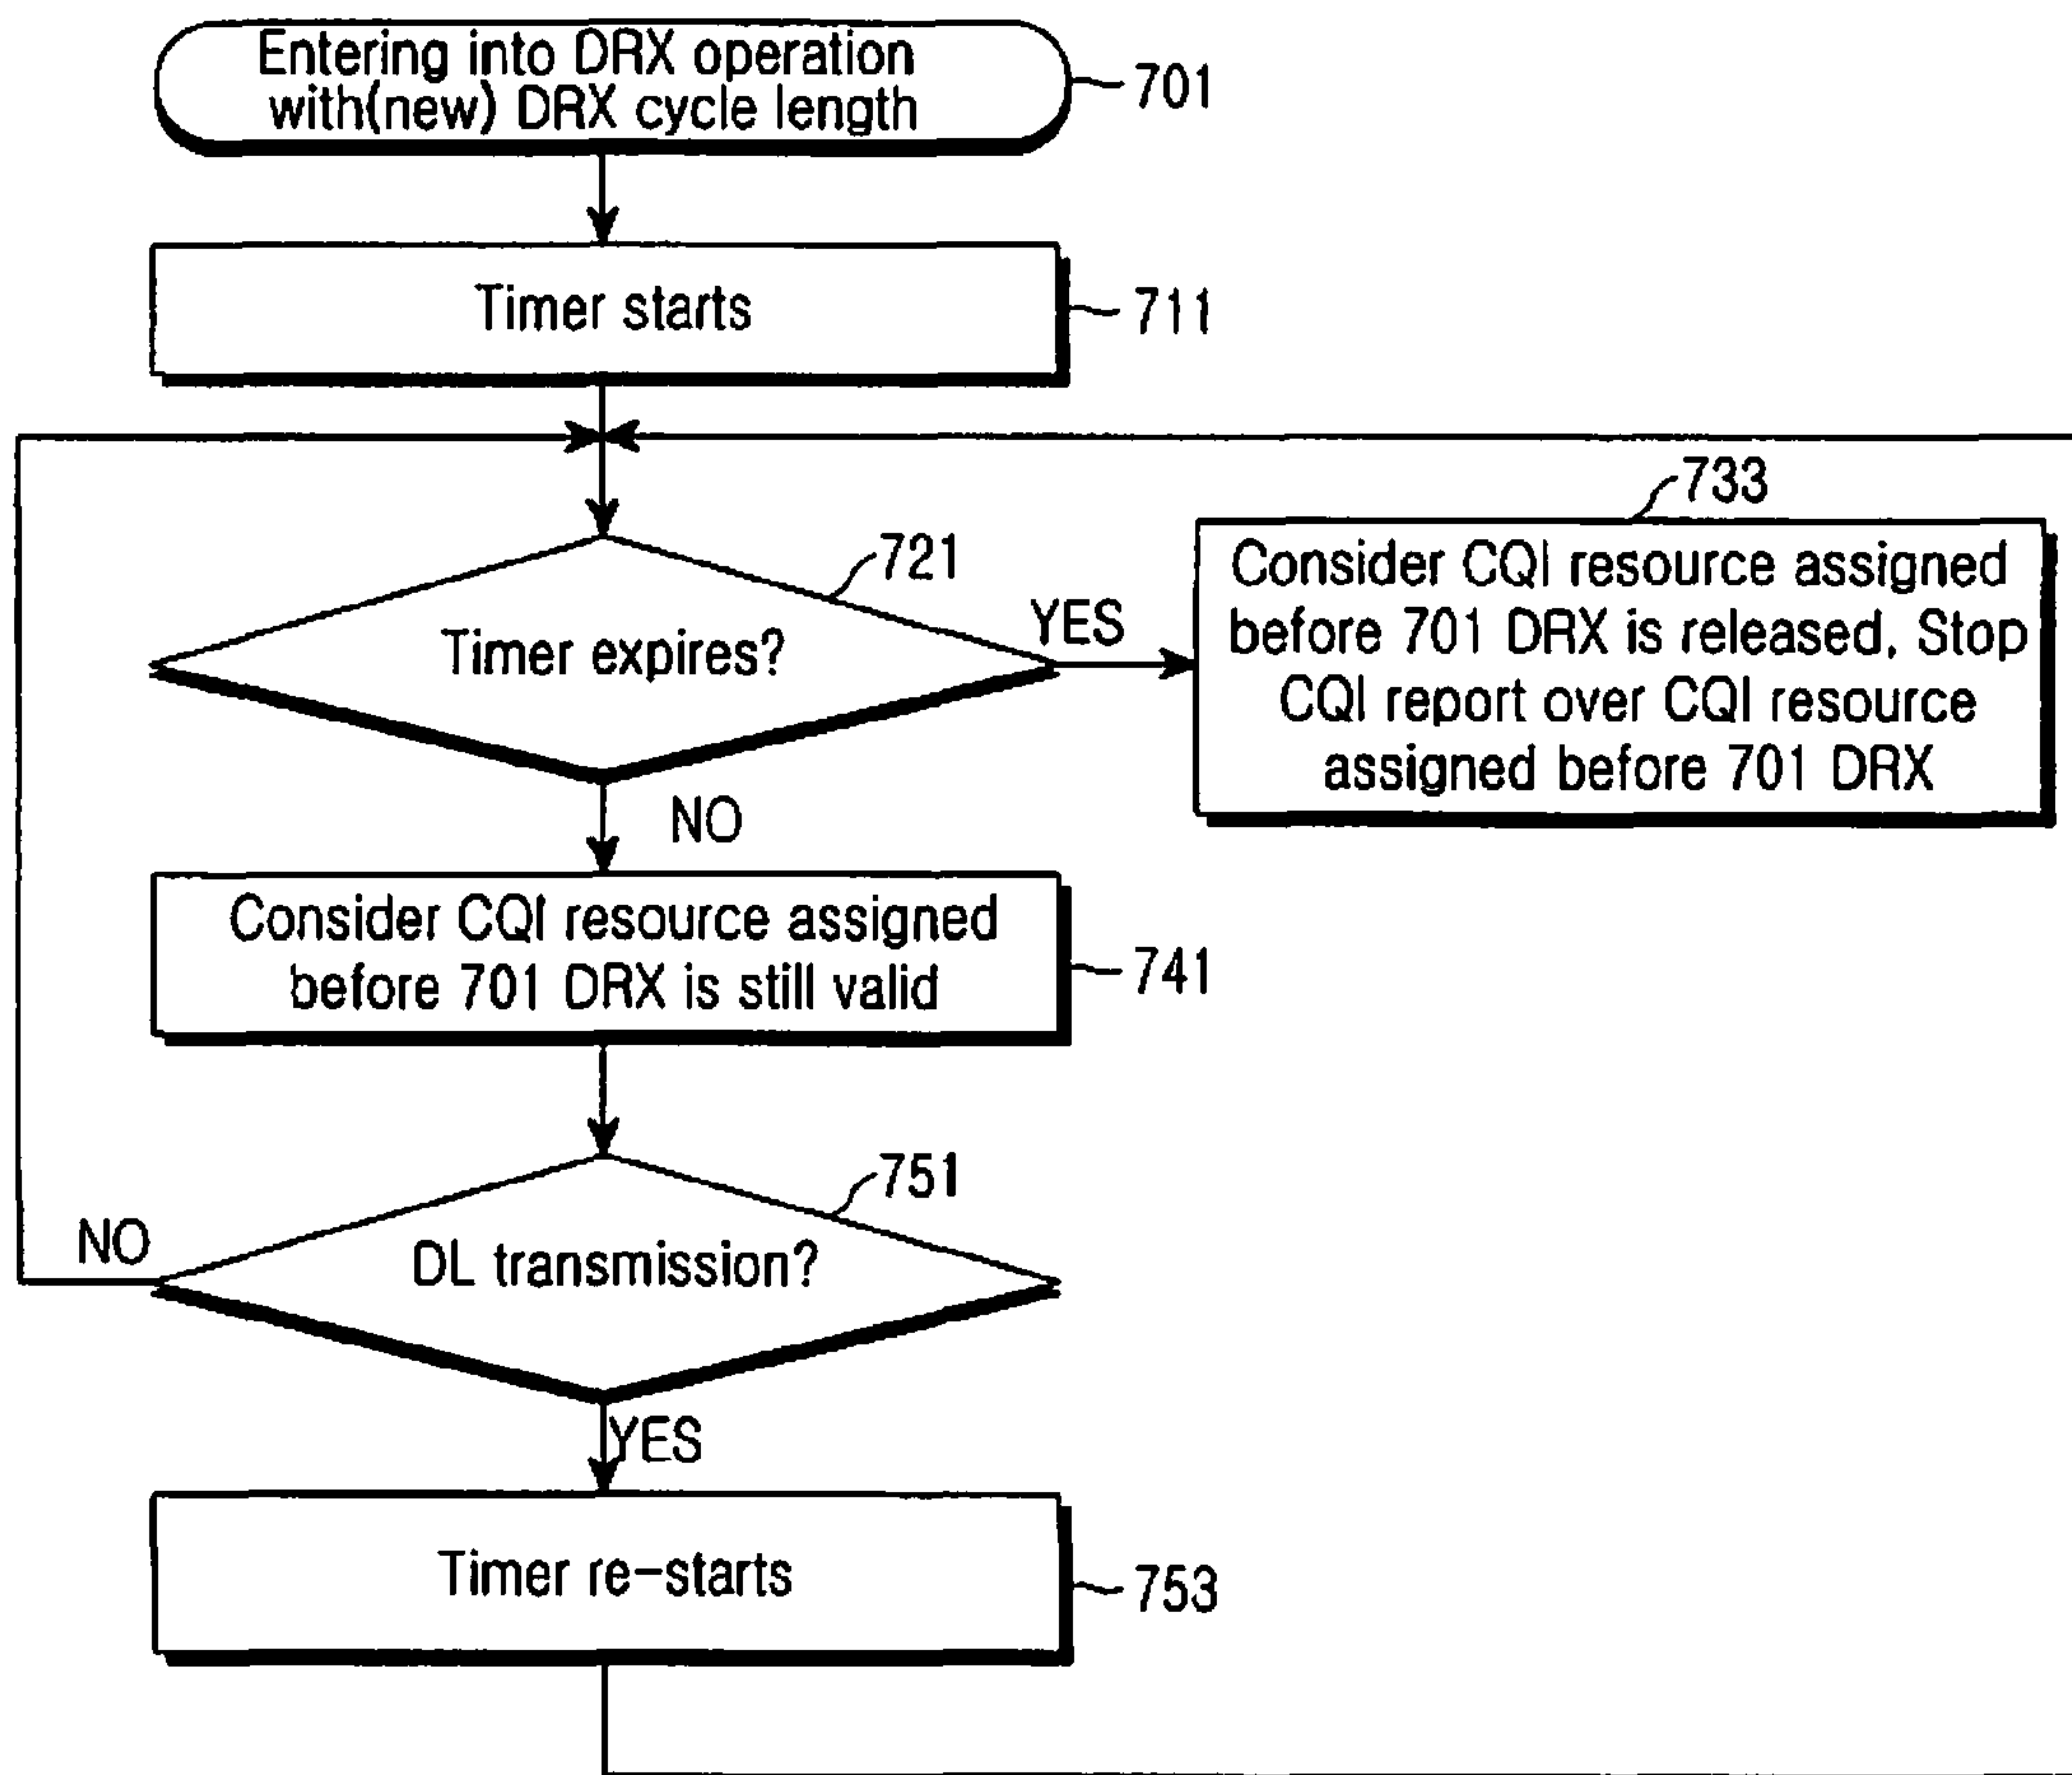 Entering into DRX operation
with(new) DRX cycle length
701
Timer starts
711
733
Consider CQI resource assigned
before 701 DRX is released. Stop
CQI report over CQI resource
assigned before 701 DRX
721
Timer expires?
YES
NO
Consider CQI resource assigned
before 701 DRX is still valid
741
751
DL transmission?
NO
YES
Timer re-starts
753